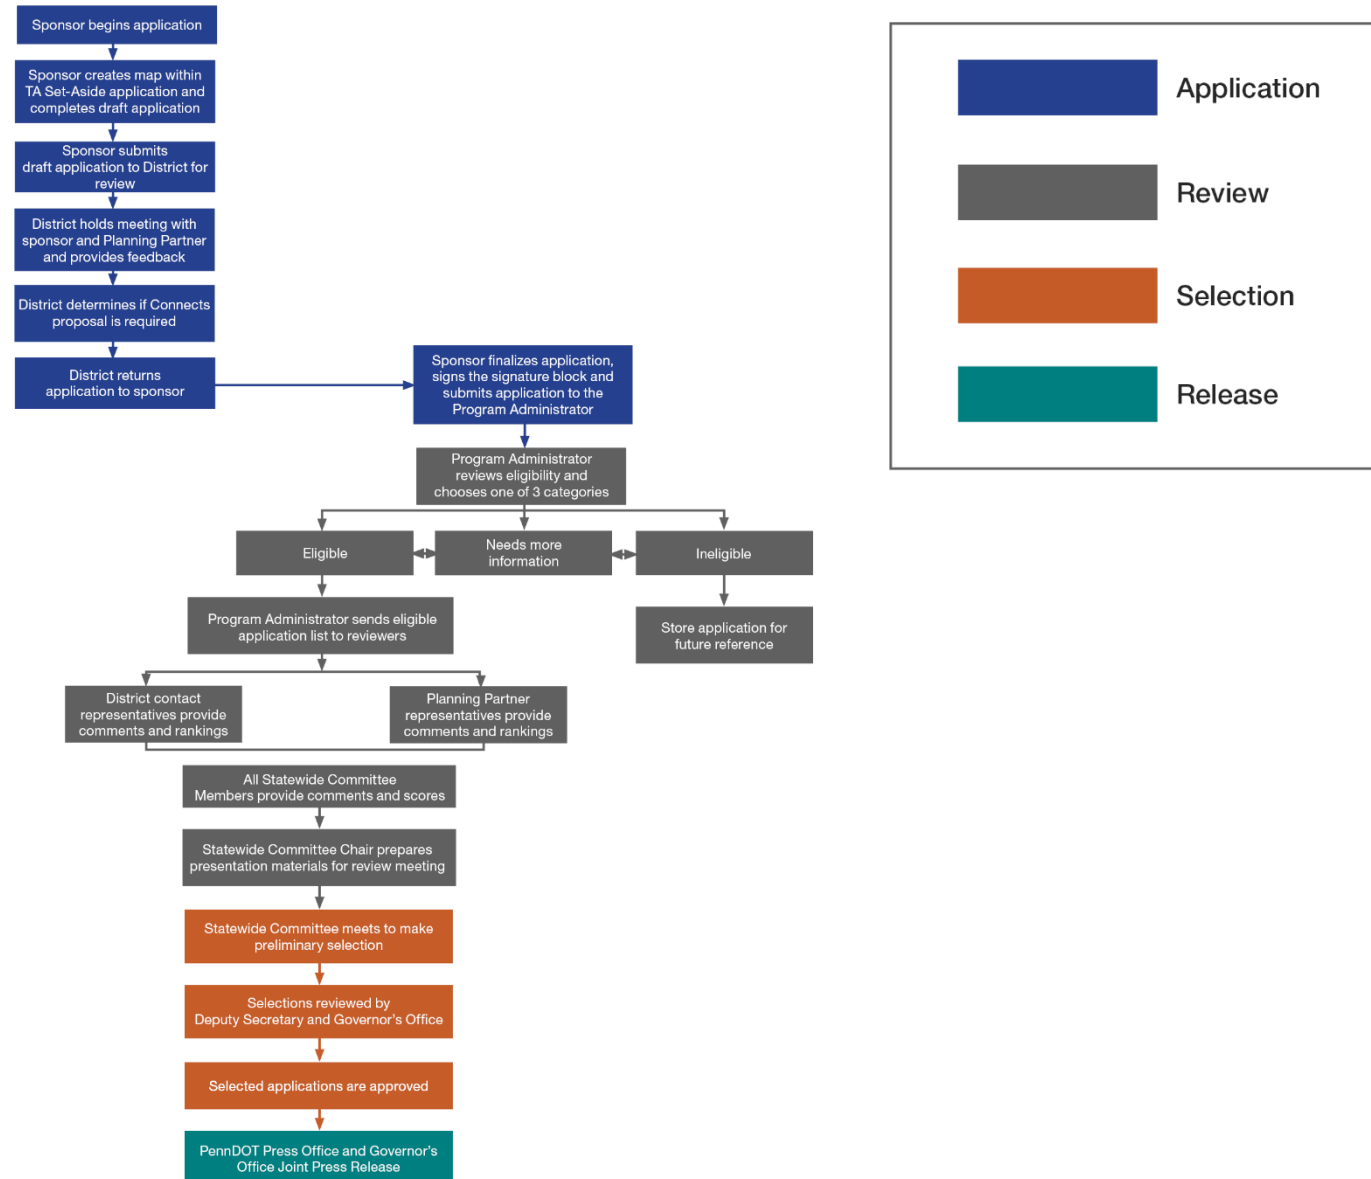 Sponsor begins application
Sponsor creates map within
TA Set-Aside application and
completes draft application
Sponsor submits
draft application to District for
review
District holds meeting with
sponsor and Planning Partner
and provides feedback
District determines if Connects
proposal is required
District returns
application to sponsor
Sponsor finalizes application,
signs the signature block and
submits application to the
Program Administrator
Program Administrator
reviews eligibility and
chooses one of 3 categories
Eligible
Needs more
information
Ineligible
Program Administrator sends eligible
application list to reviewers
Store application for
future reference
District contact
representatives provide
comments and rankings
Planning Partner
representatives provide
comments and rankings
All Statewide Committee
Members provide comments and scores
Statewide Committee Chair prepares
presentation materials for review meeting
Statewide Committee meets to make
preliminary selection
Selections reviewed by
Deputy Secretary and Governor's Office
Selected applications are approved
PennDOT Press Office and Governor's
Office Joint Press Release
Application
Review
Selection
Release